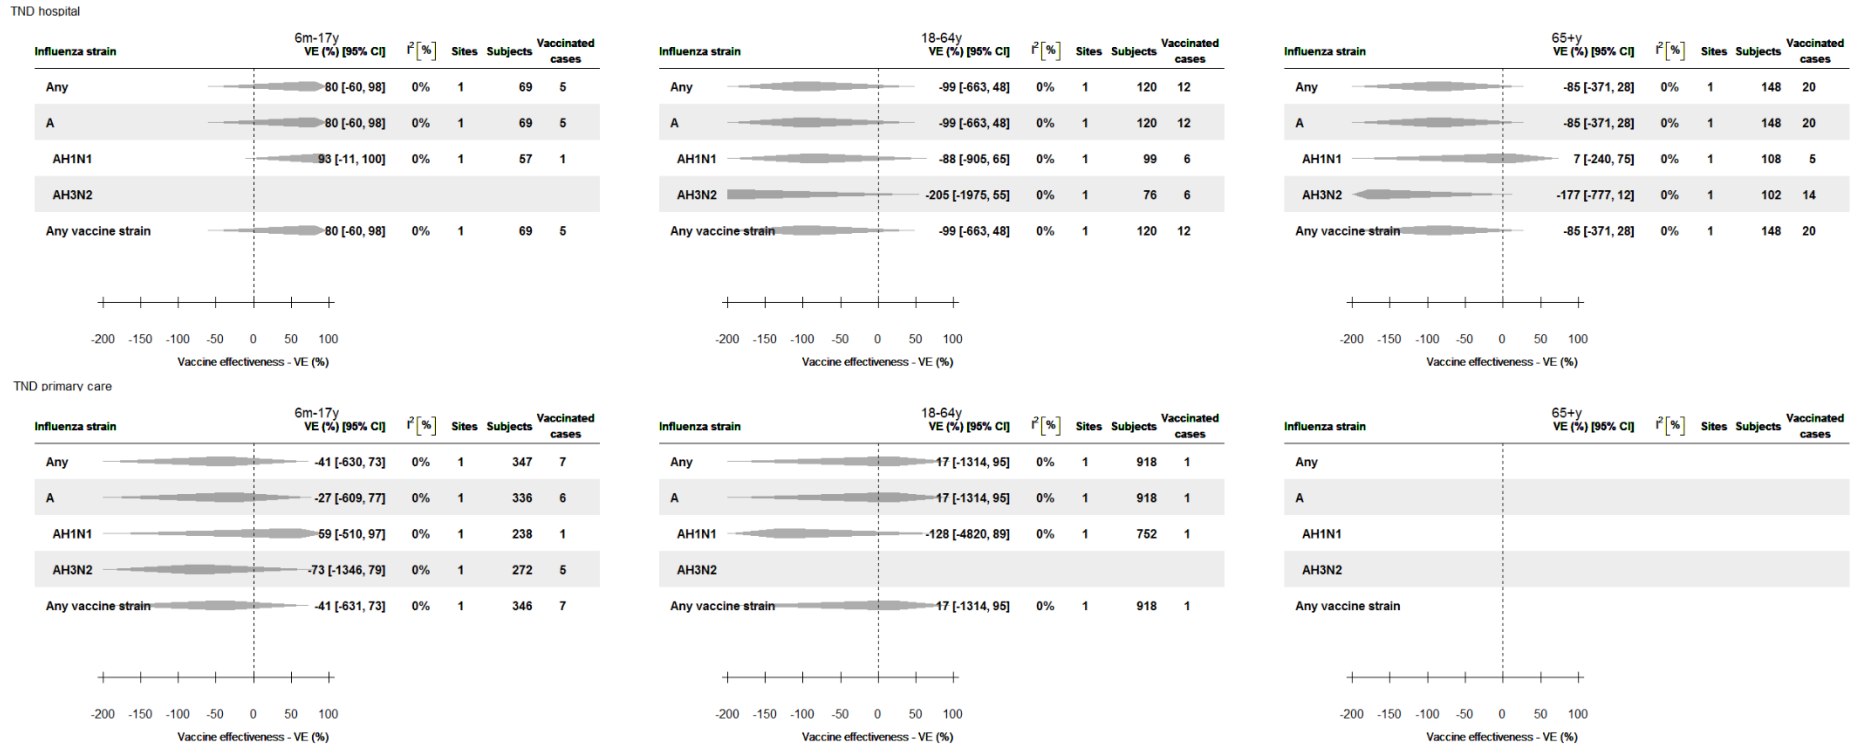 TND hospital
6m-17y
Influenza strain VE (%) [95% CI] I² [%] Sites Subjects Vaccinated cases
Any 80 [-60, 98] 0% 1 69 5
A 80 [-60, 98] 0% 1 69 5
AH1N1 93 [-11, 100] 0% 1 57 1
AH3N2
Any vaccine strain 80 [-60, 98] 0% 1 69 5
-200 -150 -100 -50 0 50 100
Vaccine effectiveness - VE (%)
18-64y
Influenza strain VE (%) [95% CI] I² [%] Sites Subjects Vaccinated cases
Any -99 [-663, 48] 0% 1 120 12
A -99 [-663, 48] 0% 1 120 12
AH1N1 -88 [-905, 65] 0% 1 99 6
AH3N2 -205 [-1975, 55] 0% 1 76 6
Any vaccine strain -99 [-663, 48] 0% 1 120 12
-200 -150 -100 -50 0 50 100
Vaccine effectiveness - VE (%)
65+y
Influenza strain VE (%) [95% CI] I² [%] Sites Subjects Vaccinated cases
Any -85 [-371, 28] 0% 1 148 20
A -85 [-371, 28] 0% 1 148 20
AH1N1 7 [-240, 75] 0% 1 108 5
AH3N2 -177 [-777, 12] 0% 1 102 14
Any vaccine strain -85 [-371, 28] 0% 1 148 20
-200 -150 -100 -50 0 50 100
Vaccine effectiveness - VE (%)
TND primary care
6m-17y
Influenza strain VE (%) [95% CI] I² [%] Sites Subjects Vaccinated cases
Any -41 [-630, 73] 0% 1 347 7
A -27 [-609, 77] 0% 1 336 6
AH1N1 59 [-510, 97] 0% 1 238 1
AH3N2 -73 [-1346, 79] 0% 1 272 5
Any vaccine strain -41 [-631, 73] 0% 1 346 7
-200 -150 -100 -50 0 50 100
Vaccine effectiveness - VE (%)
18-64y
Influenza strain VE (%) [95% CI] I² [%] Sites Subjects Vaccinated cases
Any 17 [-1314, 95] 0% 1 918 1
A 17 [-1314, 95] 0% 1 918 1
AH1N1 -128 [-4820, 89] 0% 1 752 1
AH3N2
Any vaccine strain 17 [-1314, 95] 0% 1 918 1
-200 -150 -100 -50 0 50 100
Vaccine effectiveness - VE (%)
65+y
Influenza strain VE (%) [95% CI] I² [%] Sites Subjects Vaccinated cases
Any
A
AH1N1
AH3N2
Any vaccine strain
-200 -150 -100 -50 0 50 100
Vaccine effectiveness - VE (%)